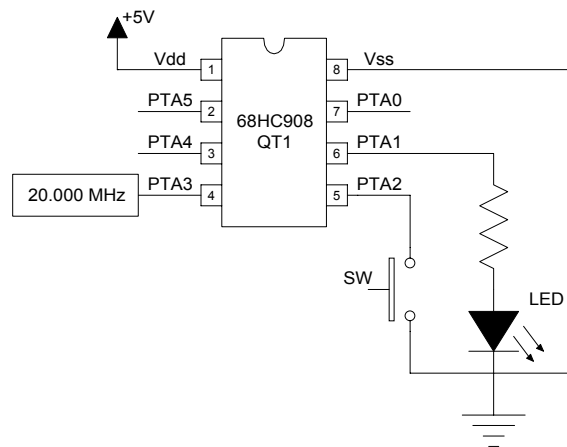 +5V
Vdd
1
8
Vss
PTA5
2
68HC908
QT1
7
PTA0
PTA4
3
6
PTA1
20.000 MHz
PTA3
4
5
PTA2
SW
LED